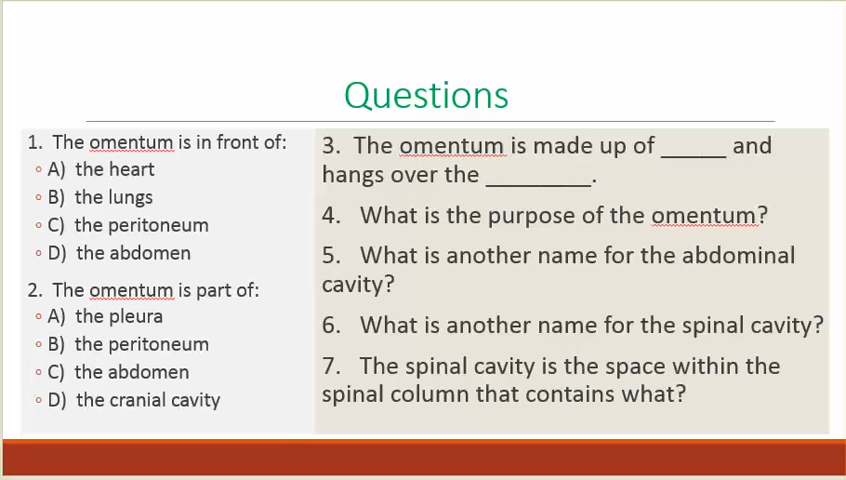 Questions
1. The omentum is in front of:
A) the heart
B) the lungs
C) the peritoneum
D) the abdomen
2. The omentum is part of:
A) the pleura
B) the peritoneum
C) the abdomen
D) the cranial cavity
3. The omentum is made up of _____ and
hangs over the ________.
4. What is the purpose of the omentum?
5. What is another name for the abdominal
cavity?
6. What is another name for the spinal cavity?
7. The spinal cavity is the space within the
spinal column that contains what?